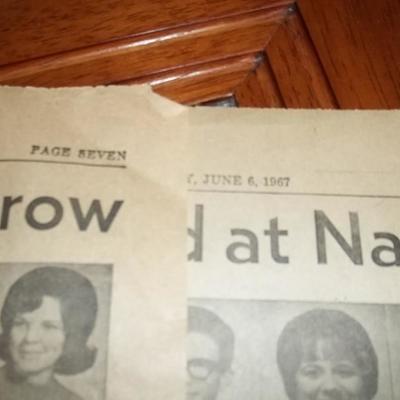 PAGE SEVEN
row
Y, JUNE 6, 1967
d at Na